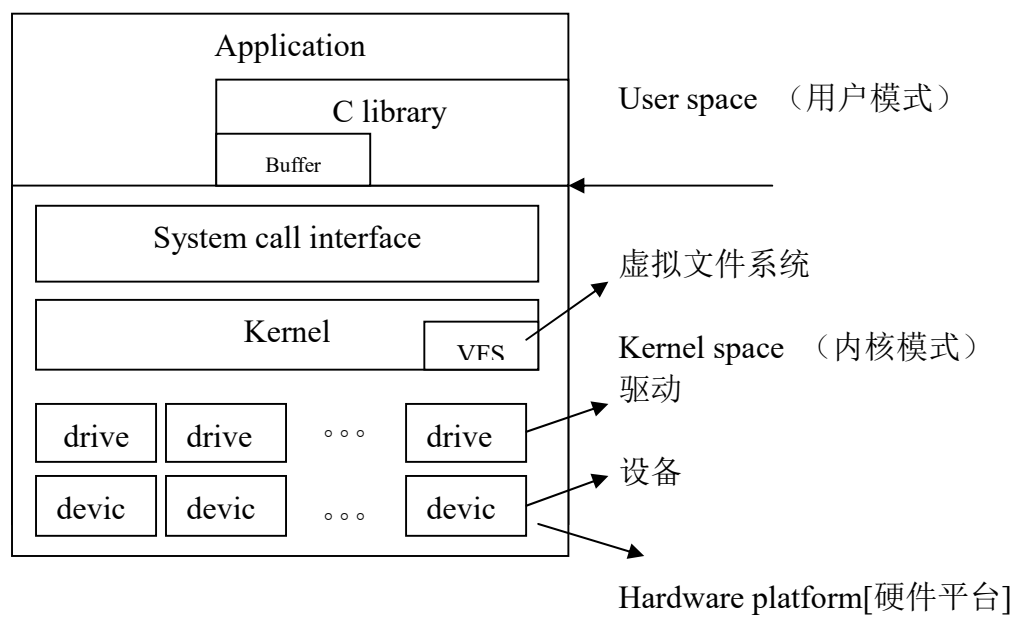 Application
C library
User space （用户模式）
Buffer
System call interface
虚拟文件系统
Kernel
VFS
Kernel space （内核模式）
驱动
drive drive 。。。 drive
设备
devic devic 。。。 devic
Hardware platform[硬件平台]